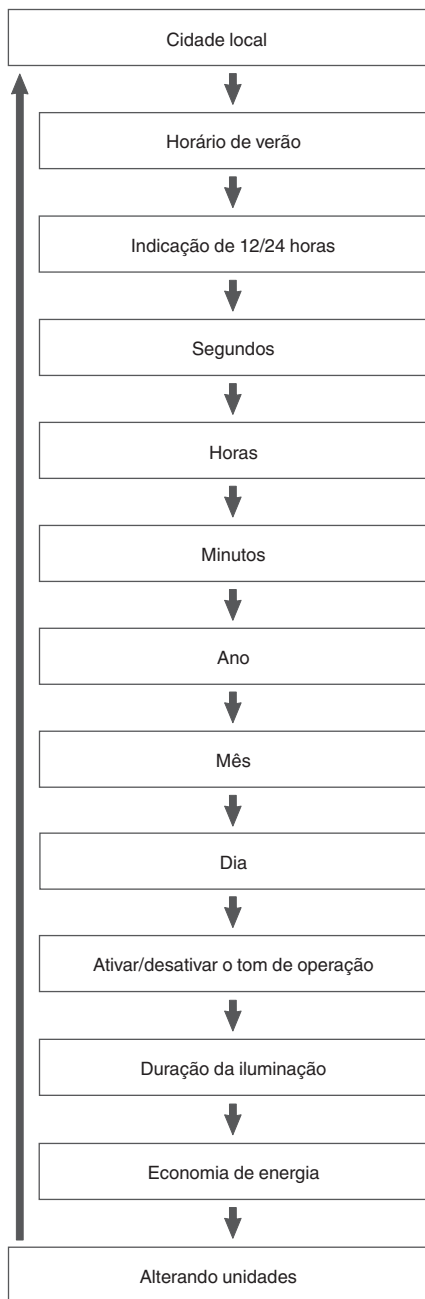 Cidade local
Horário de verão
Indicação de 12/24 horas
Segundos
Horas
Minutos
Ano
Mês
Dia
Ativar/desativar o tom de operação
Duração da iluminação
Economia de energia
Alterando unidades